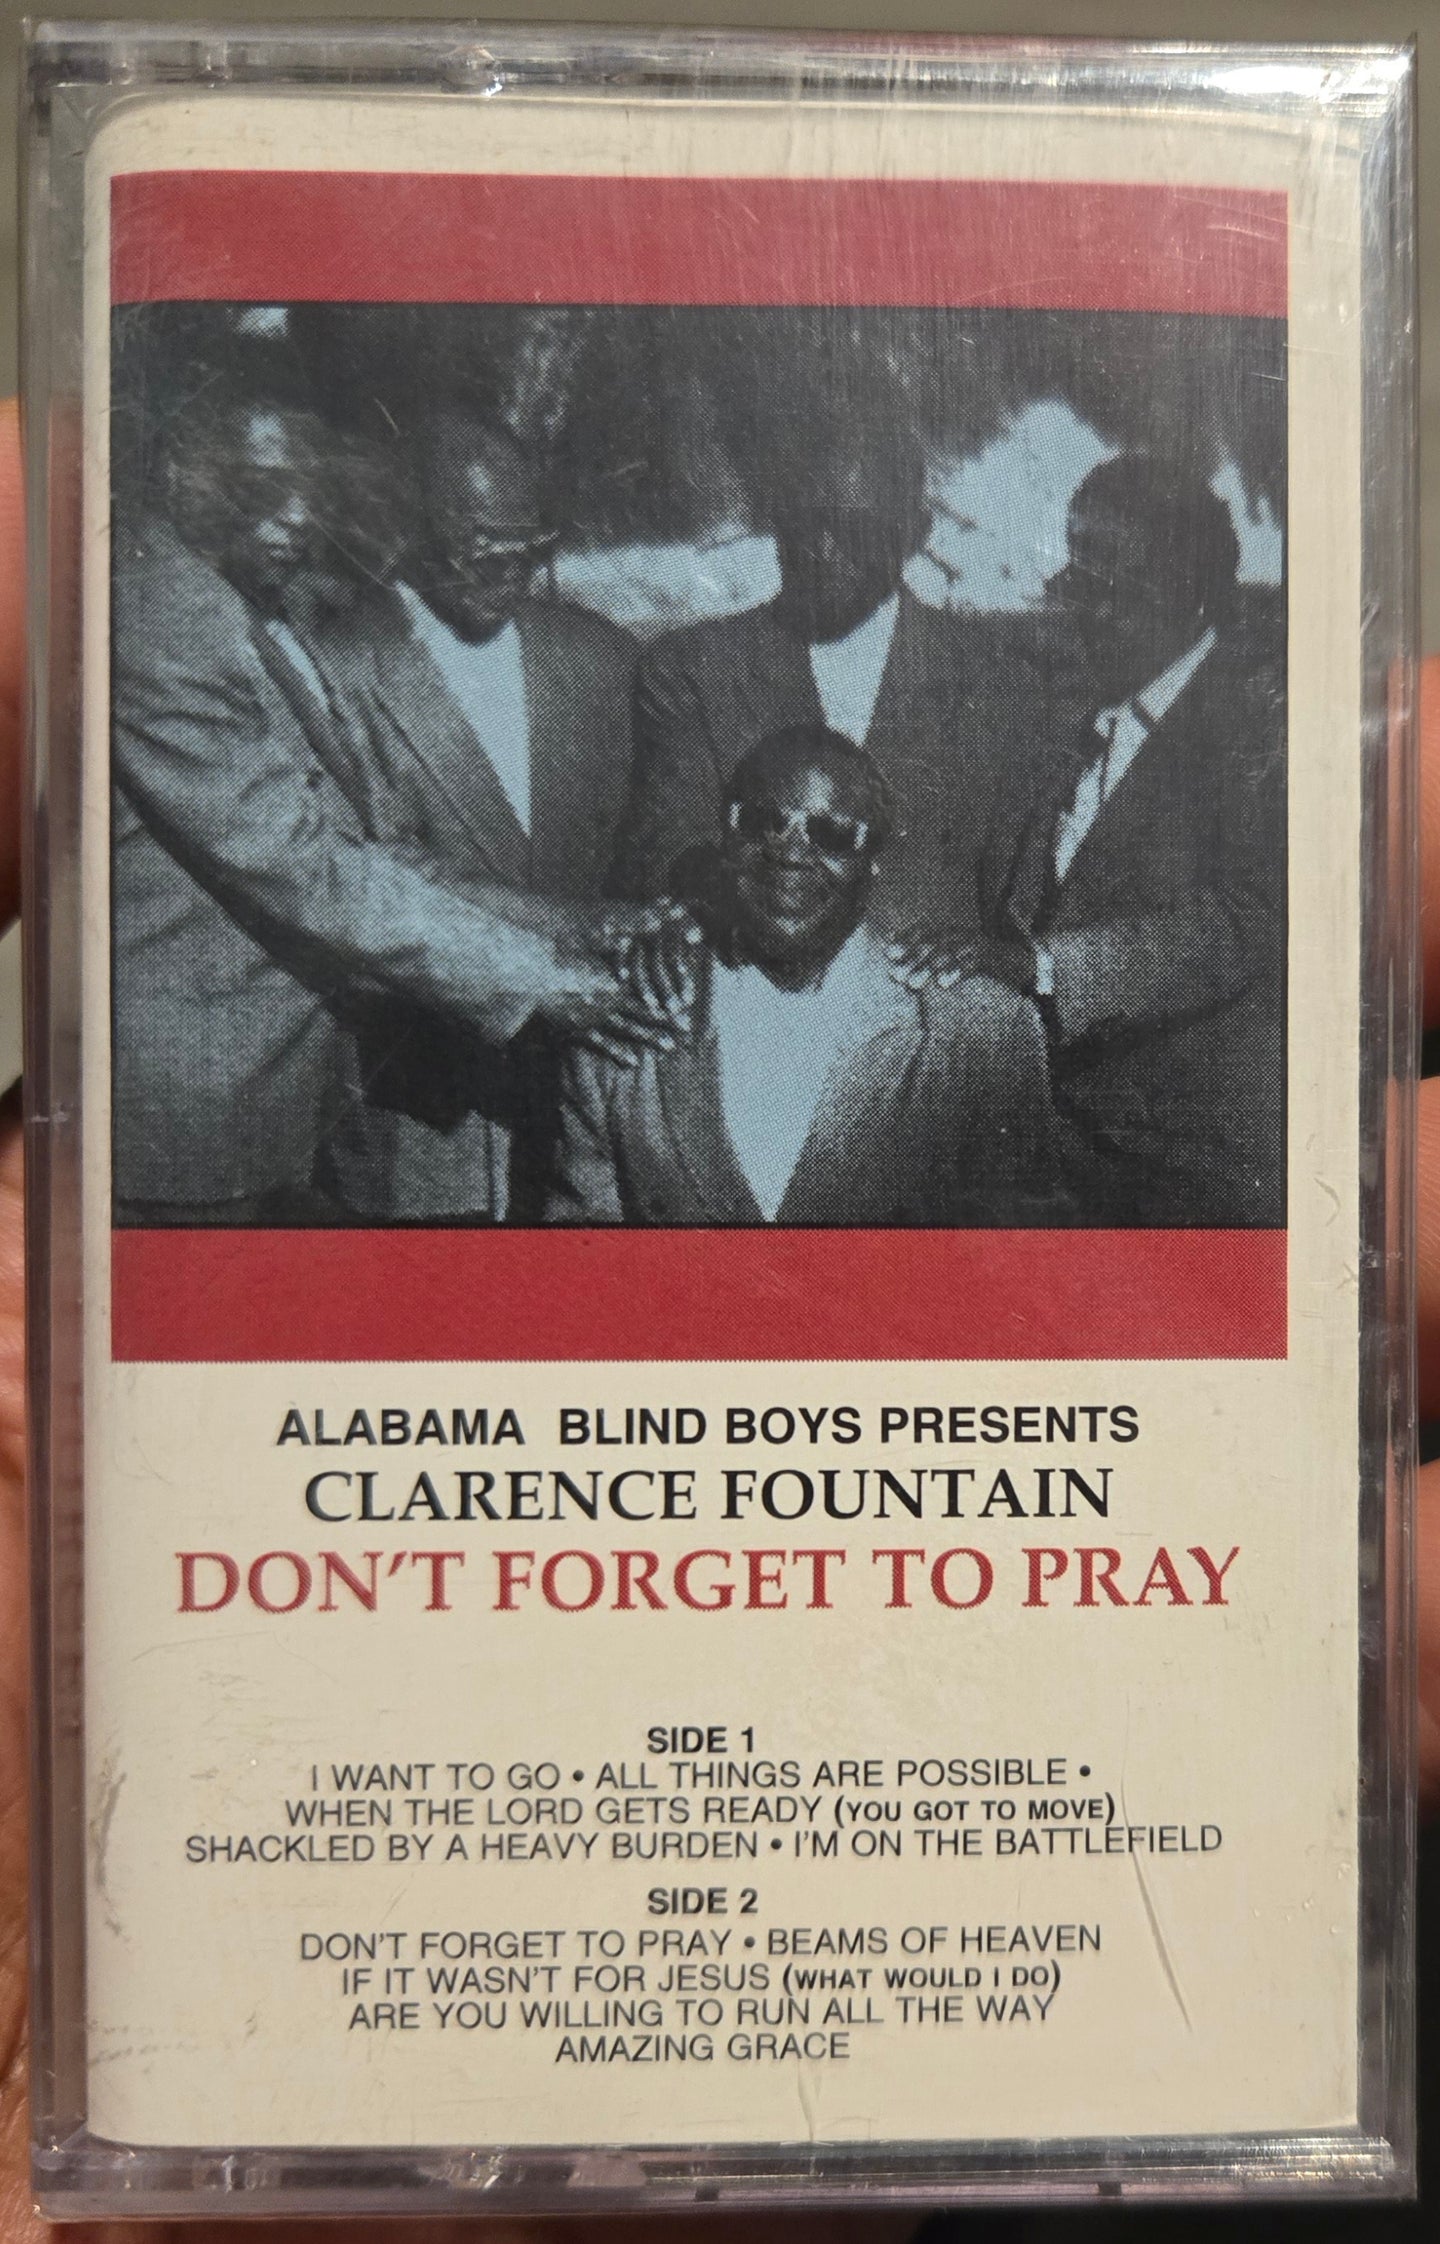 ALABAMA BLIND BOYS PRESENTS
CLARENCE FOUNTAIN
DON'T FORGET TO PRAY
SIDE 1
I WANT TO GO • ALL THINGS ARE POSSIBLE •
WHEN THE LORD GETS READY (YOU GOT TO MOVE)
SHACKLED BY A HEAVY BURDEN • I'M ON THE BATTLEFIELD
SIDE 2
DON'T FORGET TO PRAY • BEAMS OF HEAVEN
IF IT WASN'T FOR JESUS (WHAT WOULD I DO)
ARE YOU WILLING TO RUN ALL THE WAY
AMAZING GRACE